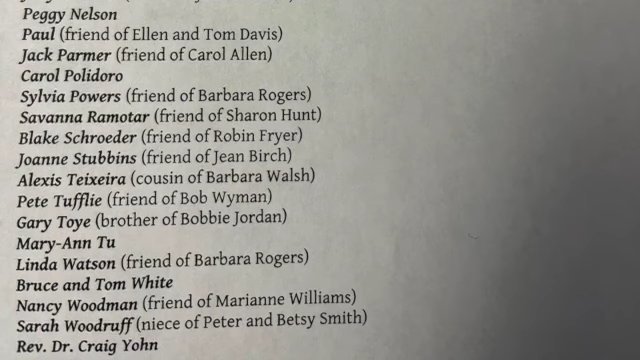 Peggy Nelson
Paul (friend of Ellen and Tom Davis)
Jack Parmer (friend of Carol Allen)
Carol Polidoro
Sylvia Powers (friend of Barbara Rogers)
Savanna Ramotar (friend of Sharon Hunt)
Blake Schroeder (friend of Robin Fryer)
Joanne Stubbins (friend of Jean Birch)
Alexis Teixeira (cousin of Barbara Walsh)
Pete Tufflie (friend of Bob Wyman)
Gary Toye (brother of Bobbie Jordan)
Mary-Ann Tu
Linda Watson (friend of Barbara Rogers)
Bruce and Tom White
Nancy Woodman (friend of Marianne Williams)
Sarah Woodruff (niece of Peter and Betsy Smith)
Rev. Dr. Craig Yohn